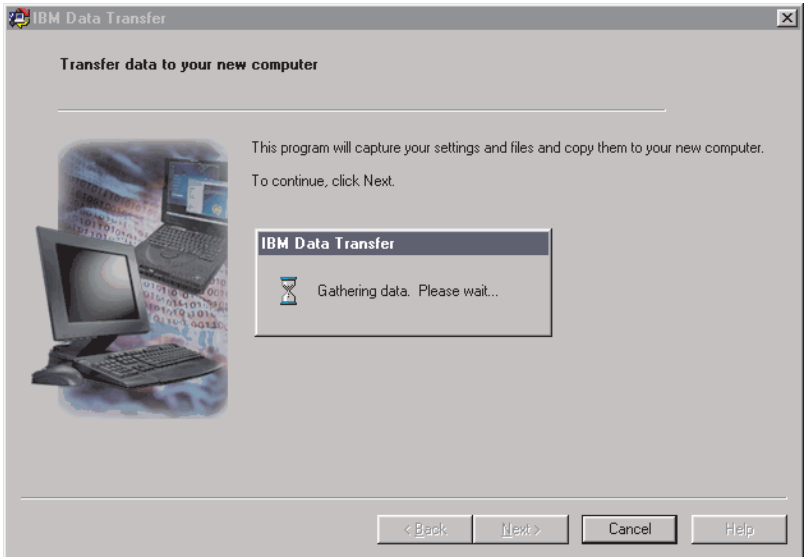 IBM Data Transfer
Transfer data to your new computer
This program will capture your settings and files and copy them to your new computer.
To continue, click Next.
IBM Data Transfer
Gathering data. Please wait...
< Back
Next >
Cancel
Help